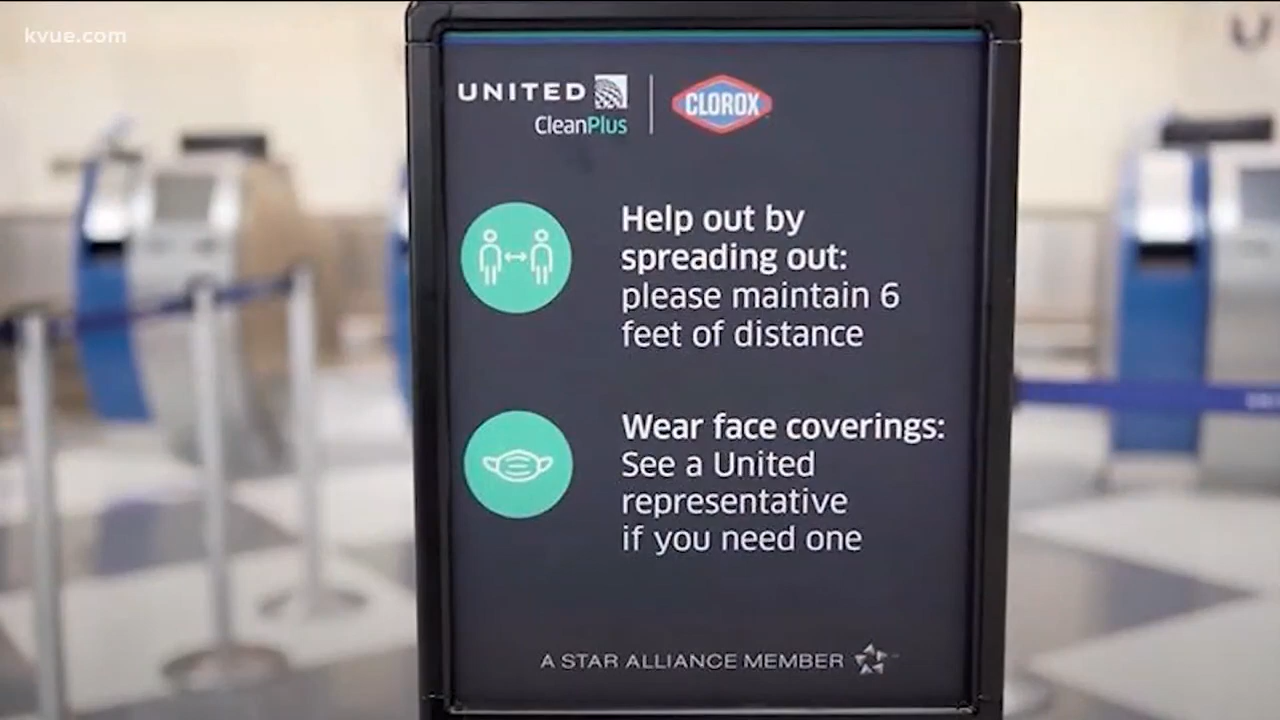 kvue.com
UNITED
CleanPlus
CLOROX
Help out by
spreading out:
please maintain 6
feet of distance
Wear face coverings:
See a United
representative
if you need one
A STAR ALLIANCE MEMBER